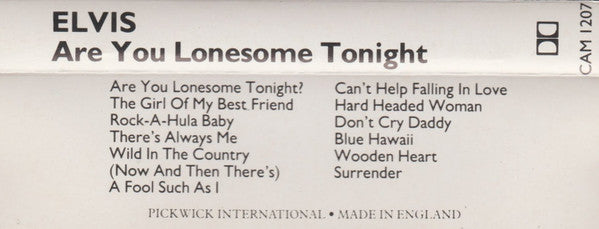 ELVIS
Are You Lonesome Tonight
CAM 1207
Are You Lonesome Tonight?
The Girl Of My Best Friend
Rock-A-Hula Baby
There's Always Me
Wild In The Country
(Now And Then There's)
A Fool Such As I
Can't Help Falling In Love
Hard Headed Woman
Don't Cry Daddy
Blue Hawaii
Wooden Heart
Surrender
PICKWICK INTERNATIONAL • MADE IN ENGLAND